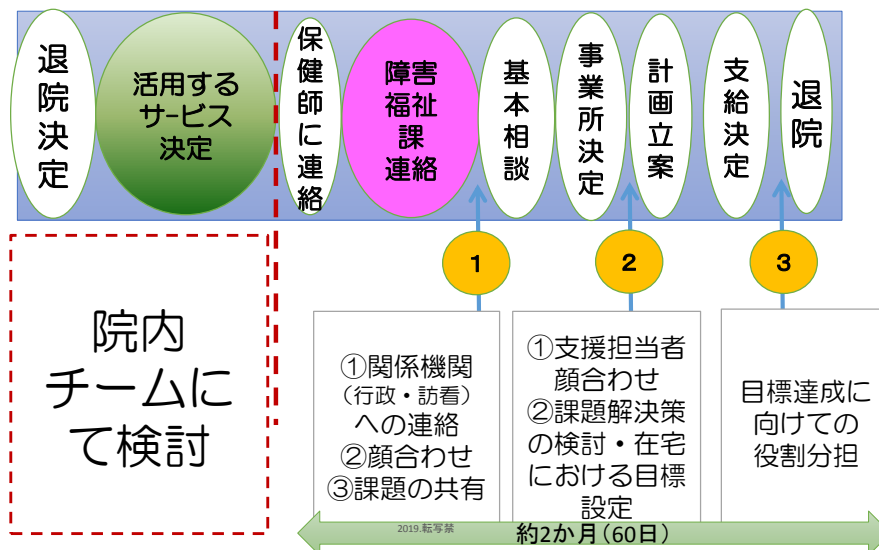 退院決定
活用する
サービス
決定
保健師に連絡
障害
福祉
課
連絡
基本相談
事業所決定
計画立案
支給決定
退院
1
2
3
院内
チームに
て検討
①関係機関
(行政・訪看)
への連絡
②顔合わせ
③課題の共有
①支援担当者
顔合わせ
②課題解決策
の検討・在宅
における目標
設定
目標達成に
向けての
役割分担
2019.転写禁
約2か月(60日)